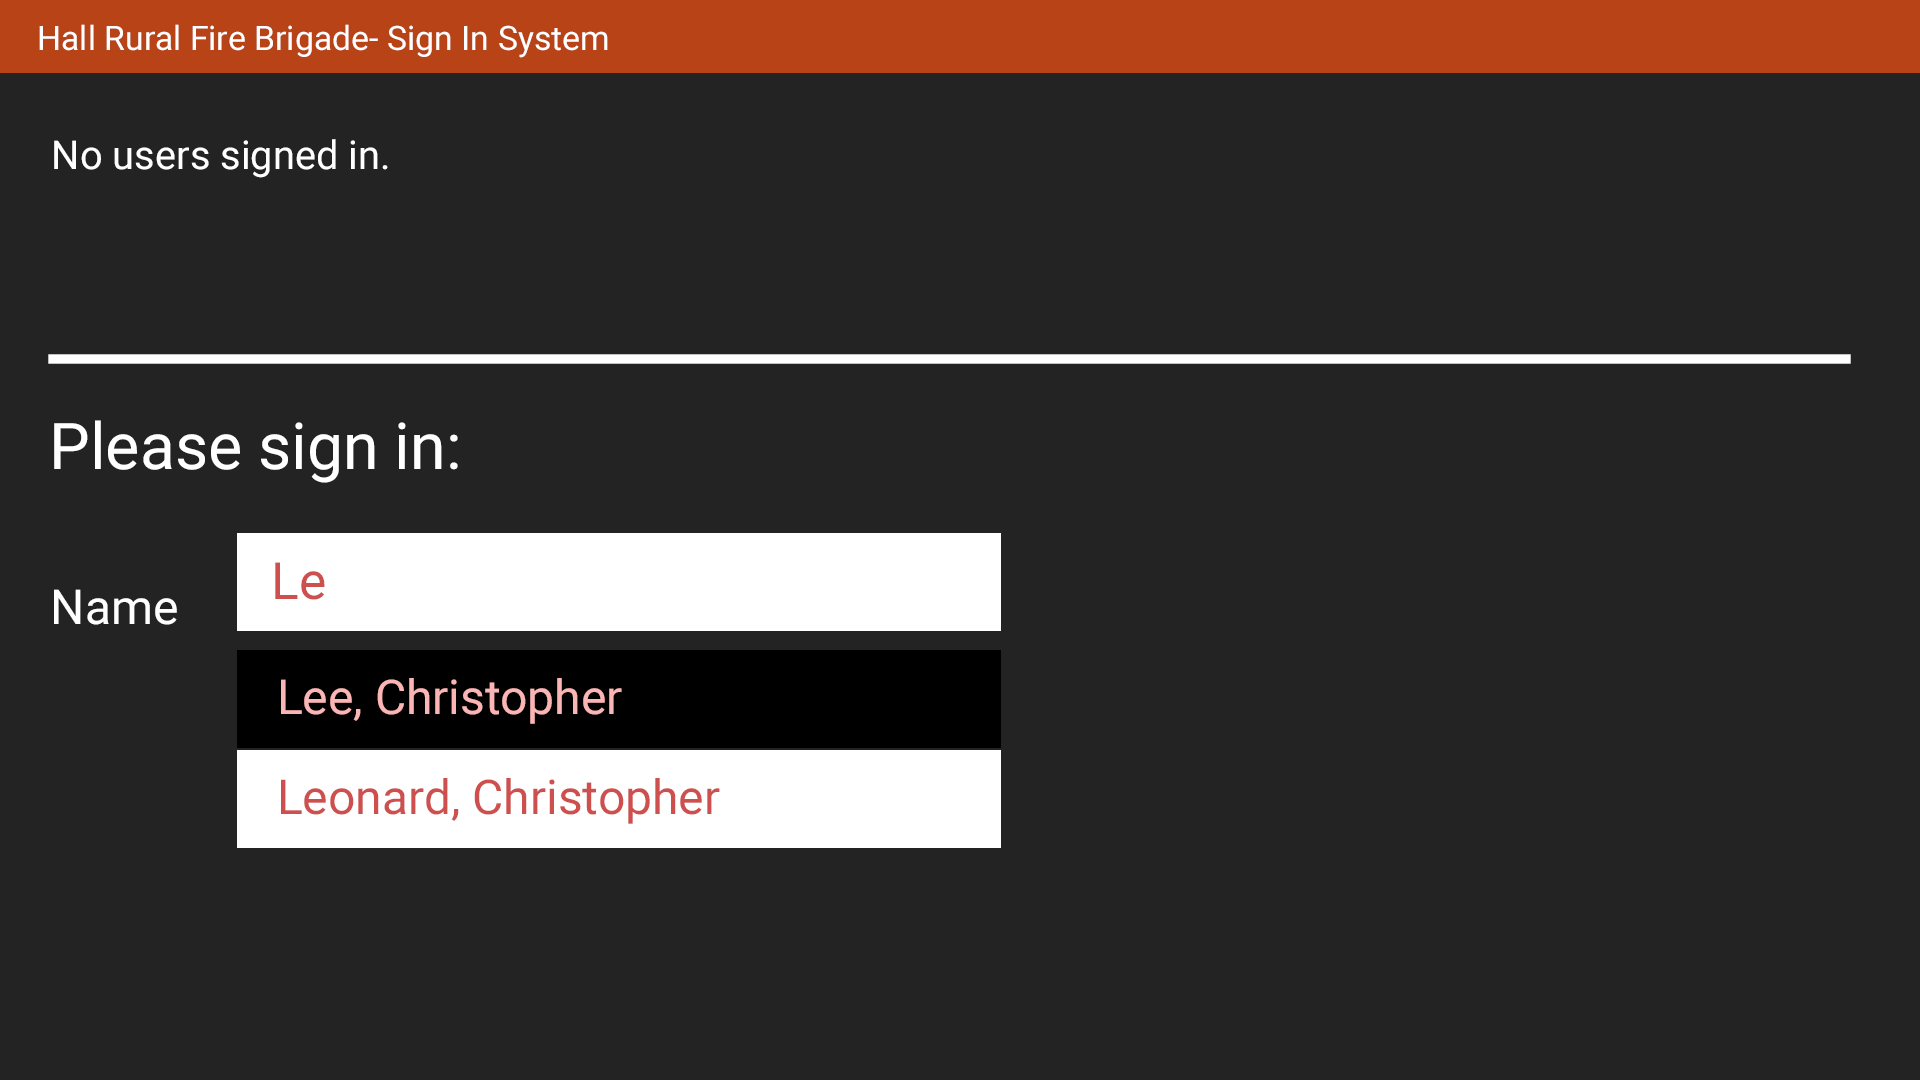 Hall Rural Fire Brigade- Sign In System
No users signed in.
Please sign in:
Name
Le
Lee, Christopher
Leonard, Christopher